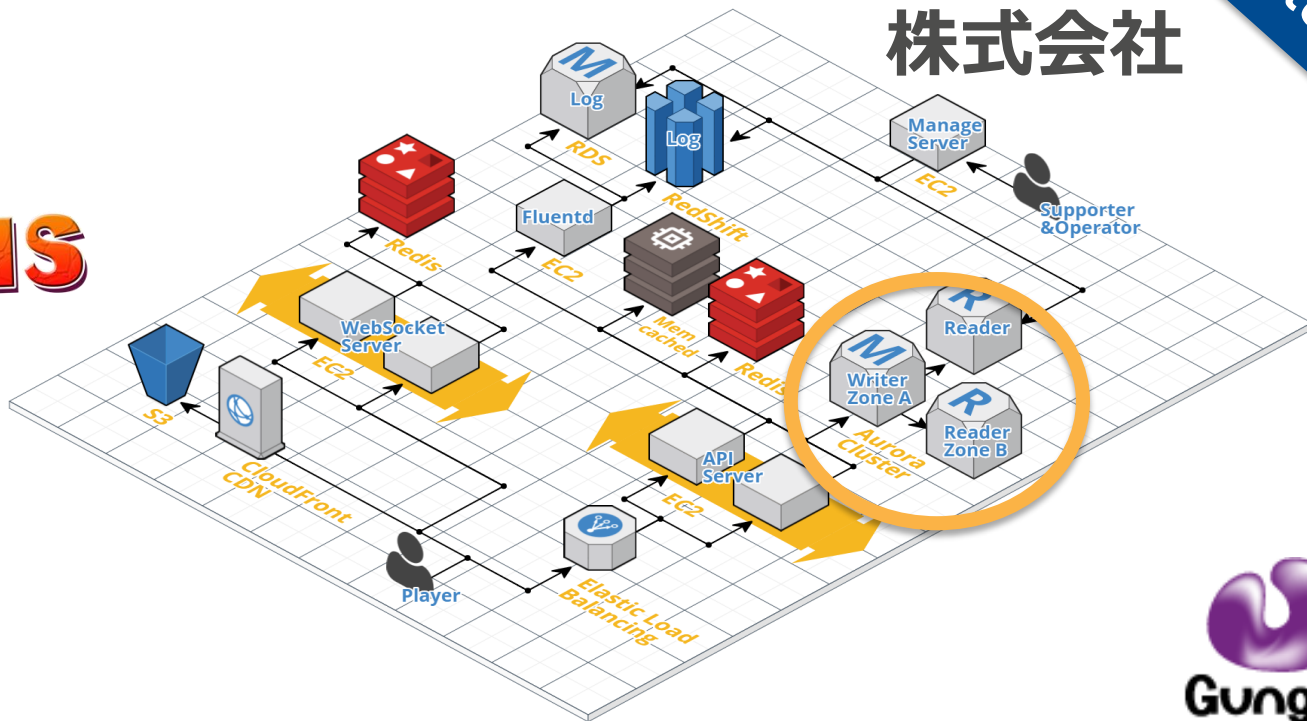 株式会社
M
Log
RDS
Log
RedShift
Manage
Server
EC2
Supporter
&Operator
Redis
Fluentd
EC2
Mem
cached
Redis
WebSocket
Server
EC2
S3
CloudFront
CDN
R
Reader
M
Writer
Zone A
R
Reader
Zone B
Aurora
Cluster
API
Server
EC2
Elastic Load
Balancing
Player